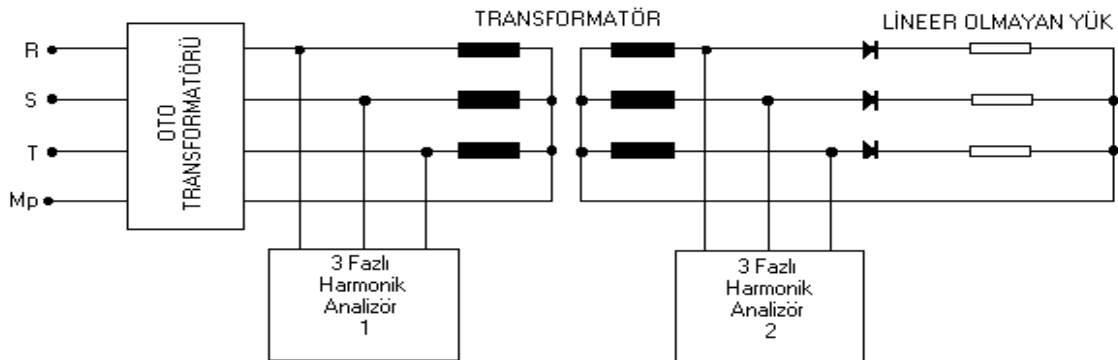 TRANSFORMATÖR
LİNEER OLMAYAN YÜK
R
S
T
Mp
OTO
TRANSFORMATÖRÜ
3 Fazlı
Harmonik
Analizör
1
3 Fazlı
Harmonik
Analizör
2